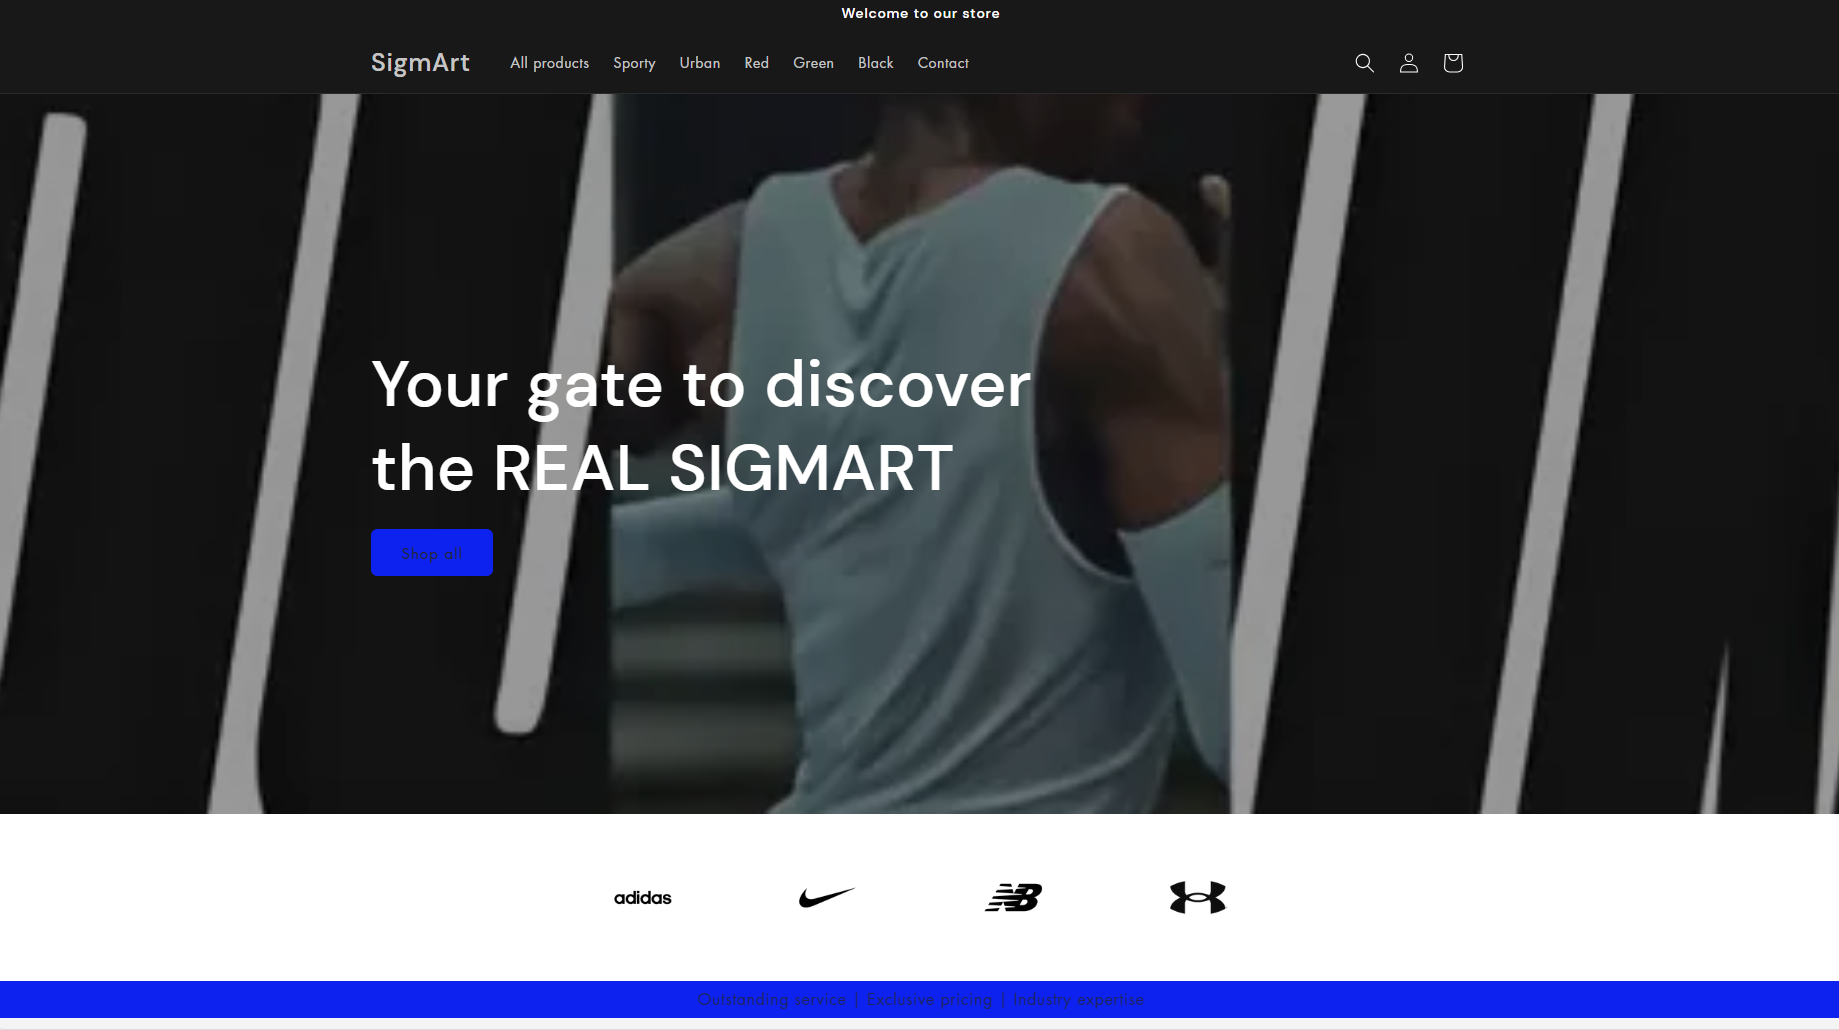 Welcome to our store
SigmArt
All products Sporty Urban Red Green Black Contact
Your gate to discover
the REAL SIGMART
Shop all
adidas
NB
Outstanding service | Exclusive pricing | Industry expertise